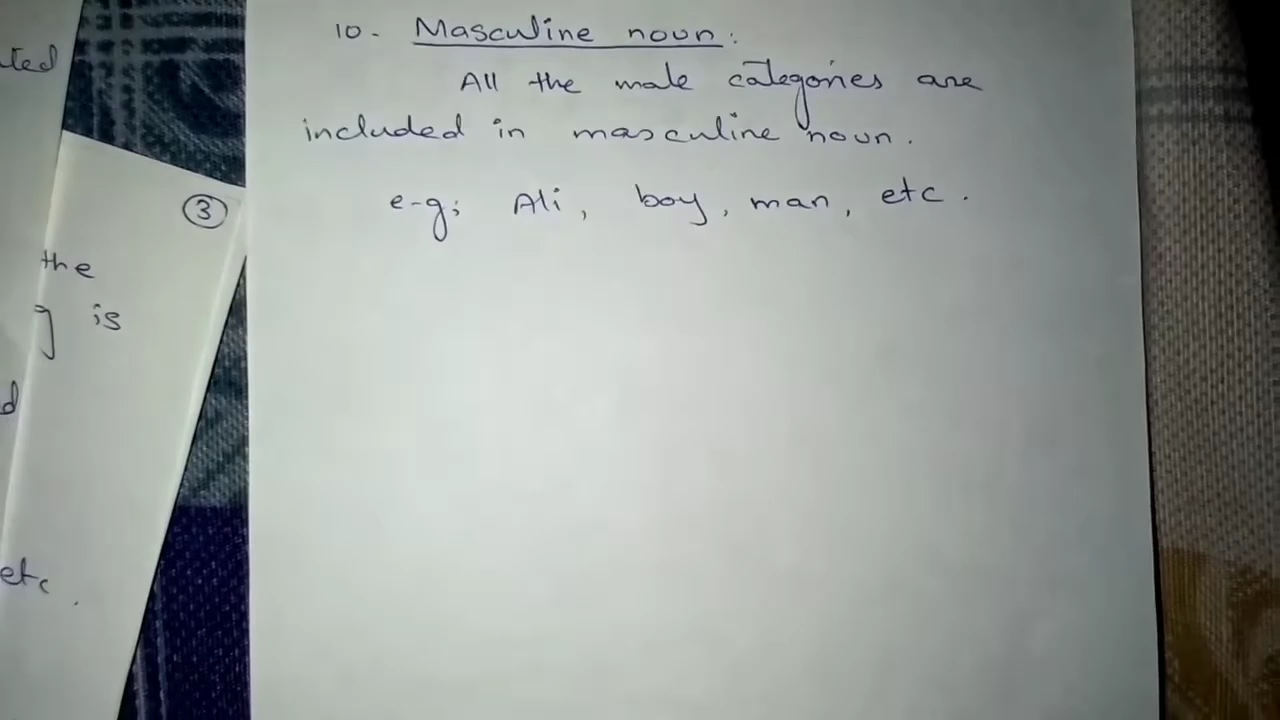 10. Masculine noun:
All the male categories are
included in masculine noun.
e-g; Ali, boy, man, etc.
3
the
is
etc.